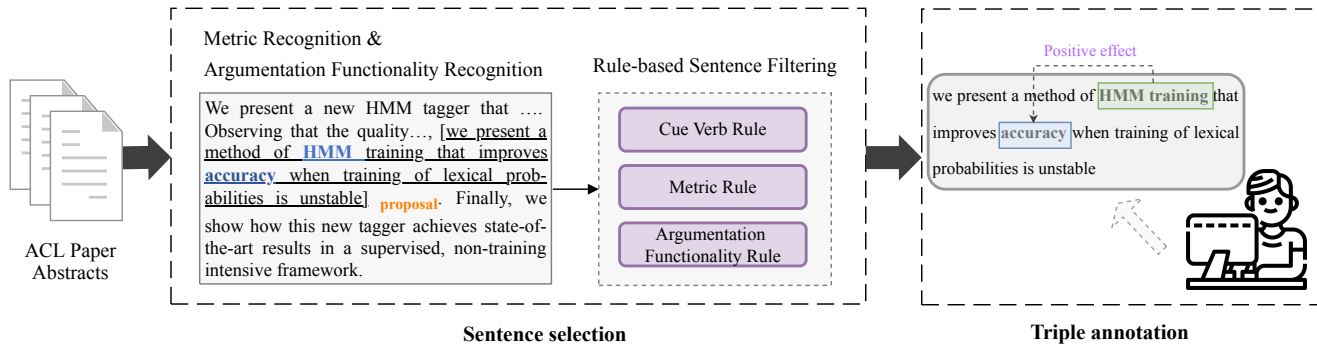 ACL Paper
Abstracts
Metric Recognition &
Argumentation Functionality Recognition
We present a new HMM tagger that ….
Observing that the quality…, [we present a
method of HMM training that improves
accuracy when training of lexical prob-
abilities is unstable] proposal. Finally, we
show how this new tagger achieves state-of-
the-art results in a supervised, non-training
intensive framework.
Rule-based Sentence Filtering
Cue Verb Rule
Metric Rule
Argumentation
Functionality Rule
Sentence selection
Positive effect
we present a method of HMM training that
improves accuracy when training of lexical
probabilities is unstable
Triple annotation